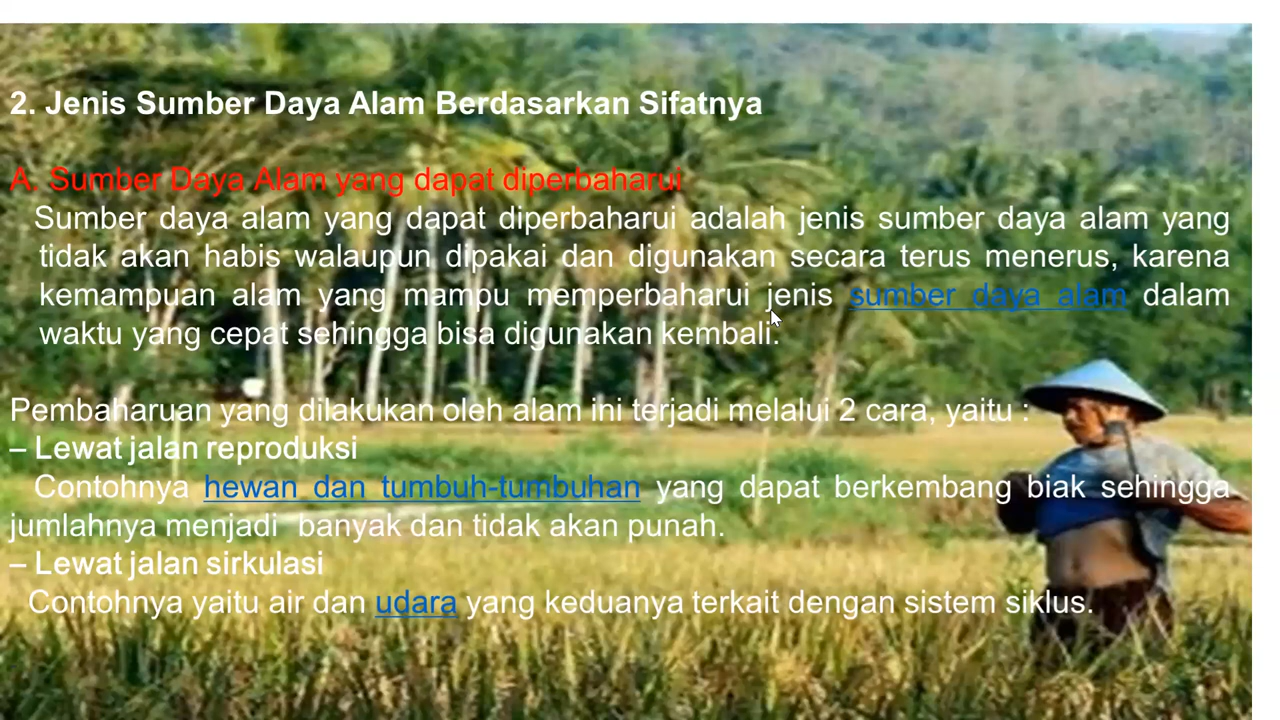 2. Jenis Sumber Daya Alam Berdasarkan Sifatnya
A. Sumber Daya Alam yang dapat diperbaharui
Sumber daya alam yang dapat diperbaharui adalah jenis sumber daya alam yang
tidak akan habis walaupun dipakai dan digunakan secara terus menerus, karena
kemampuan alam yang mampu memperbaharui jenis sumber daya alam dalam
waktu yang cepat sehingga bisa digunakan kembali.
Pembaharuan yang dilakukan oleh alam ini terjadi melalui 2 cara, yaitu :
– Lewat jalan reproduksi
Contohnya hewan dan tumbuh-tumbuhan yang dapat berkembang biak sehingga
jumlahnya menjadi banyak dan tidak akan punah.
– Lewat jalan sirkulasi
Contohnya yaitu air dan udara yang keduanya terkait dengan sistem siklus.